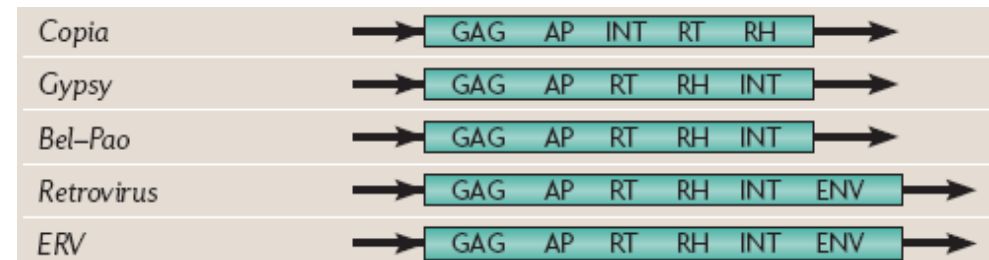 Copia GAG AP INT RT RH
Gypsy GAG AP RT RH INT
Bel–Pao GAG AP RT RH INT
Retrovirus GAG AP RT RH INT ENV
ERV GAG AP RT RH INT ENV